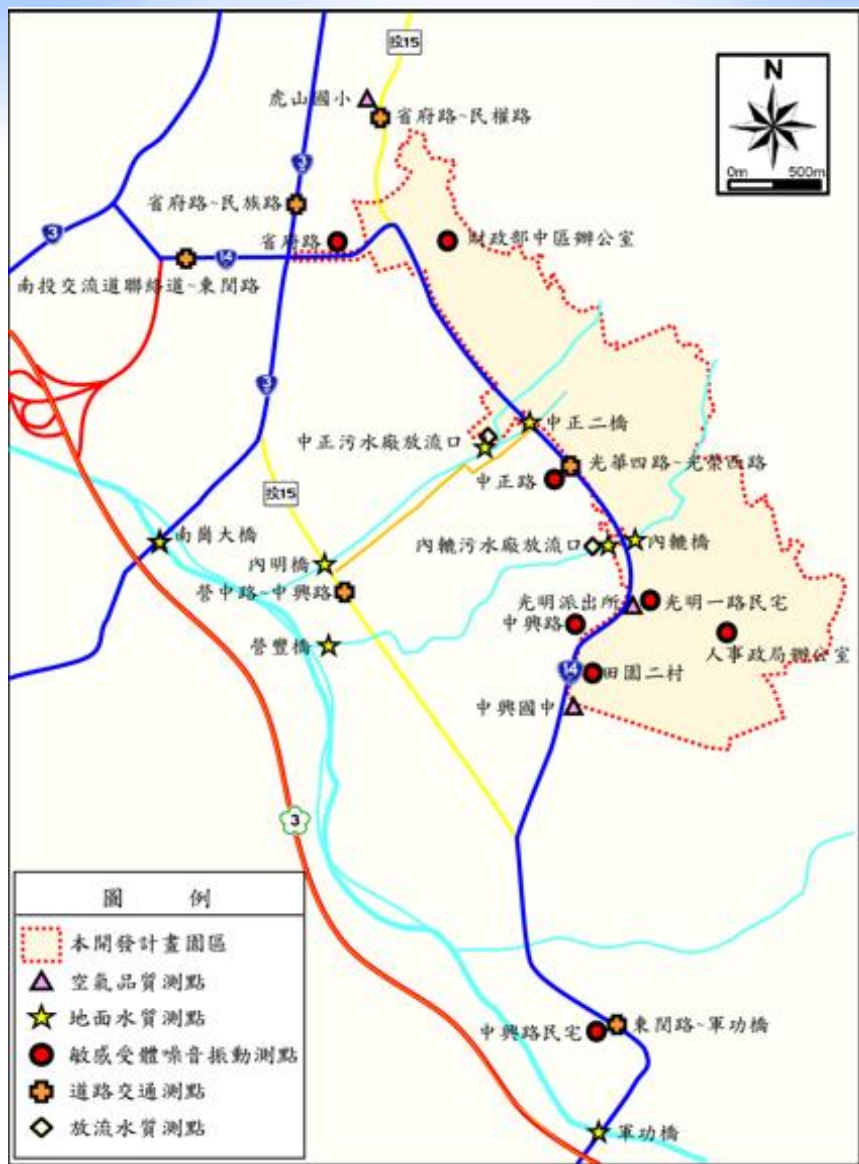 投15
N
0m 500m
虎山國小
省府路~民權路
3
省府路~民族路
3
省府路
財政部中區辦公室
14
南投交流道聯絡道~東閔路
3
中正二橋
中正污水廠放流口
光華四路~光榮西路
中正路
投15
南崗大橋
內轆污水廠放流口
內轆橋
內明橋
營中路~中興路
光明派出所
光明一路民宅
中興路
營豐橋
人事政局辦公室
14
田園二村
中興國中
3
圖 例
本開發計畫園區
空氣品質測點
地面水質測點
敏感受體噪音振動測點
道路交通測點
放流水質測點
中興路民宅
東閔路~軍功橋
軍功橋